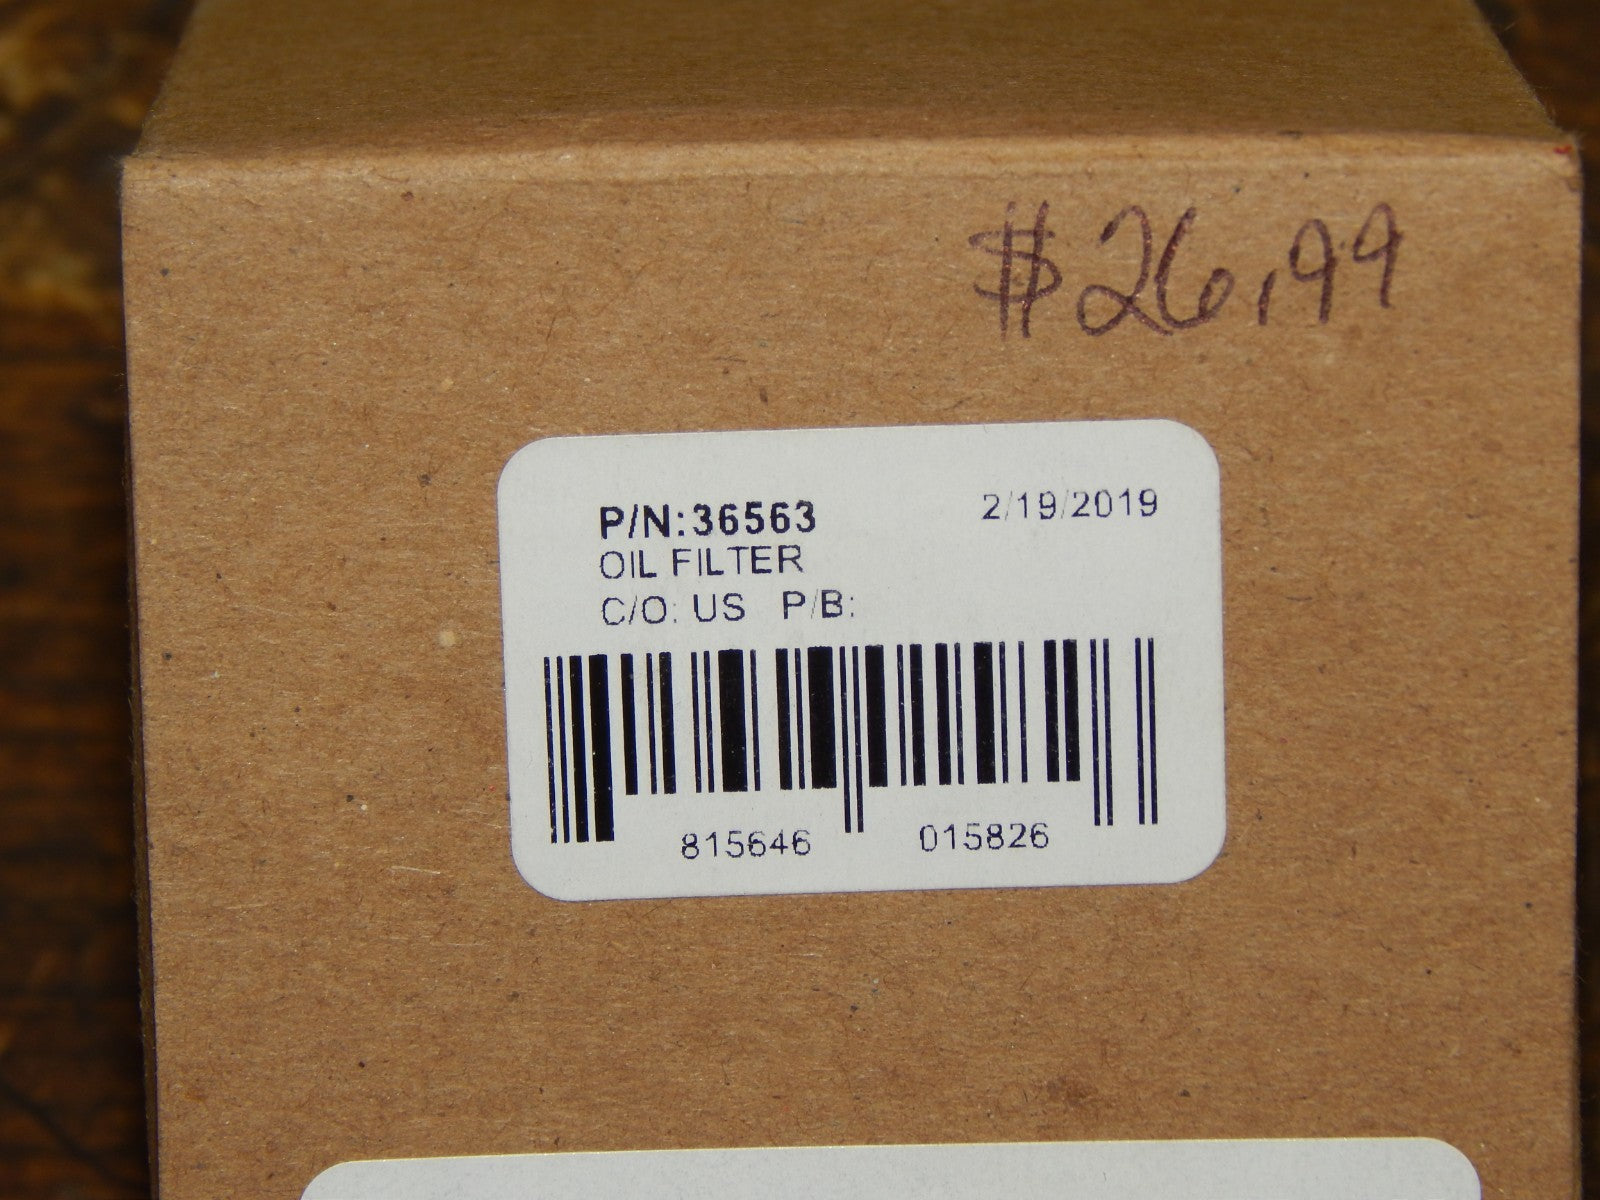 $26.99
P/N:36563 2/19/2019
OIL FILTER
C/O: US P/B:
815646 015826